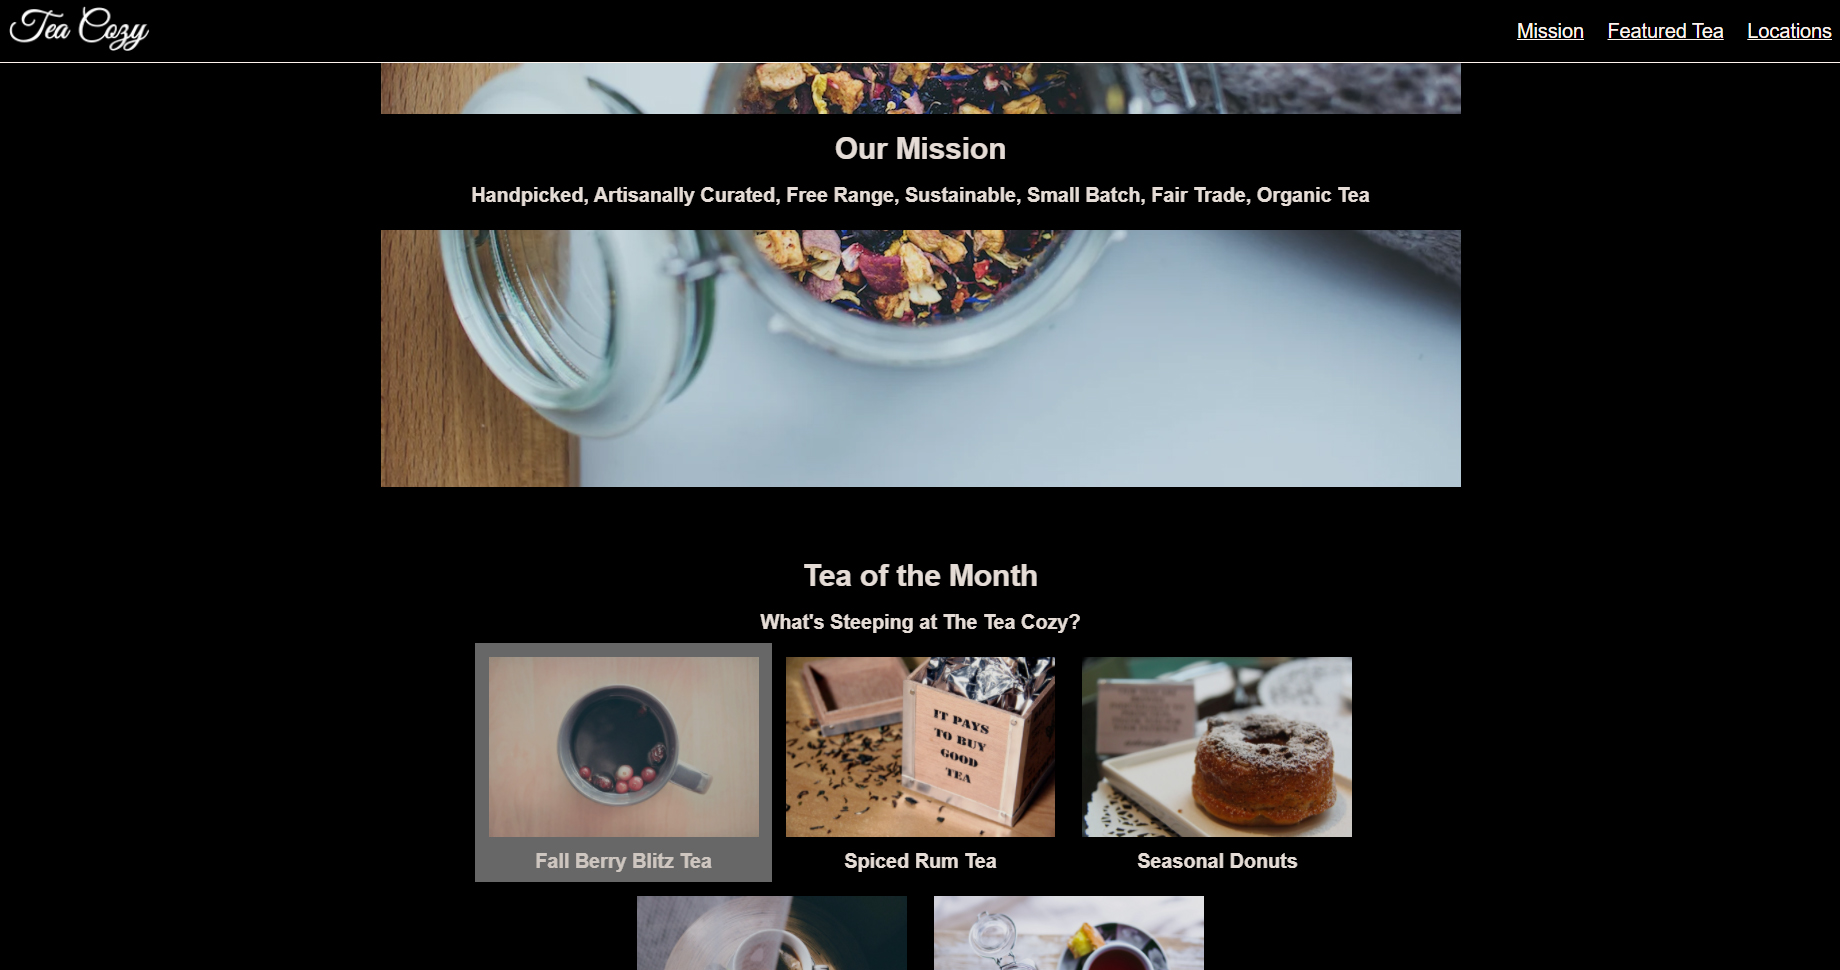 Tea Cozy
Mission Featured Tea Locations
Our Mission
Handpicked, Artisanally Curated, Free Range, Sustainable, Small Batch, Fair Trade, Organic Tea
Tea of the Month
What's Steeping at The Tea Cozy?
IT PAYS
TO BUY
GOOD
TEA
Fall Berry Blitz Tea
Spiced Rum Tea
Seasonal Donuts